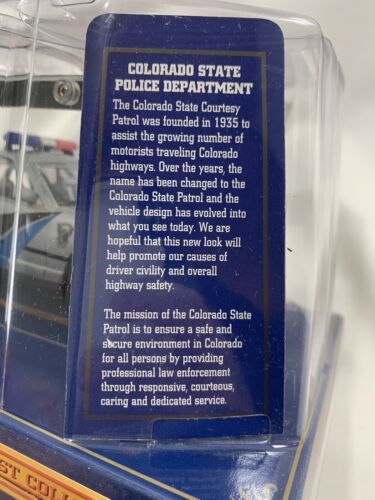 COLORADO STATE
POLICE DEPARTMENT
The Colorado State Courtesy
Patrol was founded in 1935 to
assist the growing number of
motorists traveling Colorado
highways. Over the years, the
name has been changed to the
Colorado State Patrol and the
vehicle design has evolved into
what you see today. We are
hopeful that this new look will
help promote our causes of
driver civility and overall
highway safety.
The mission of the Colorado State
Patrol is to ensure a safe and
secure environment in Colorado
for all persons by providing
professional law enforcement
through responsive, courteous,
caring and dedicated service.